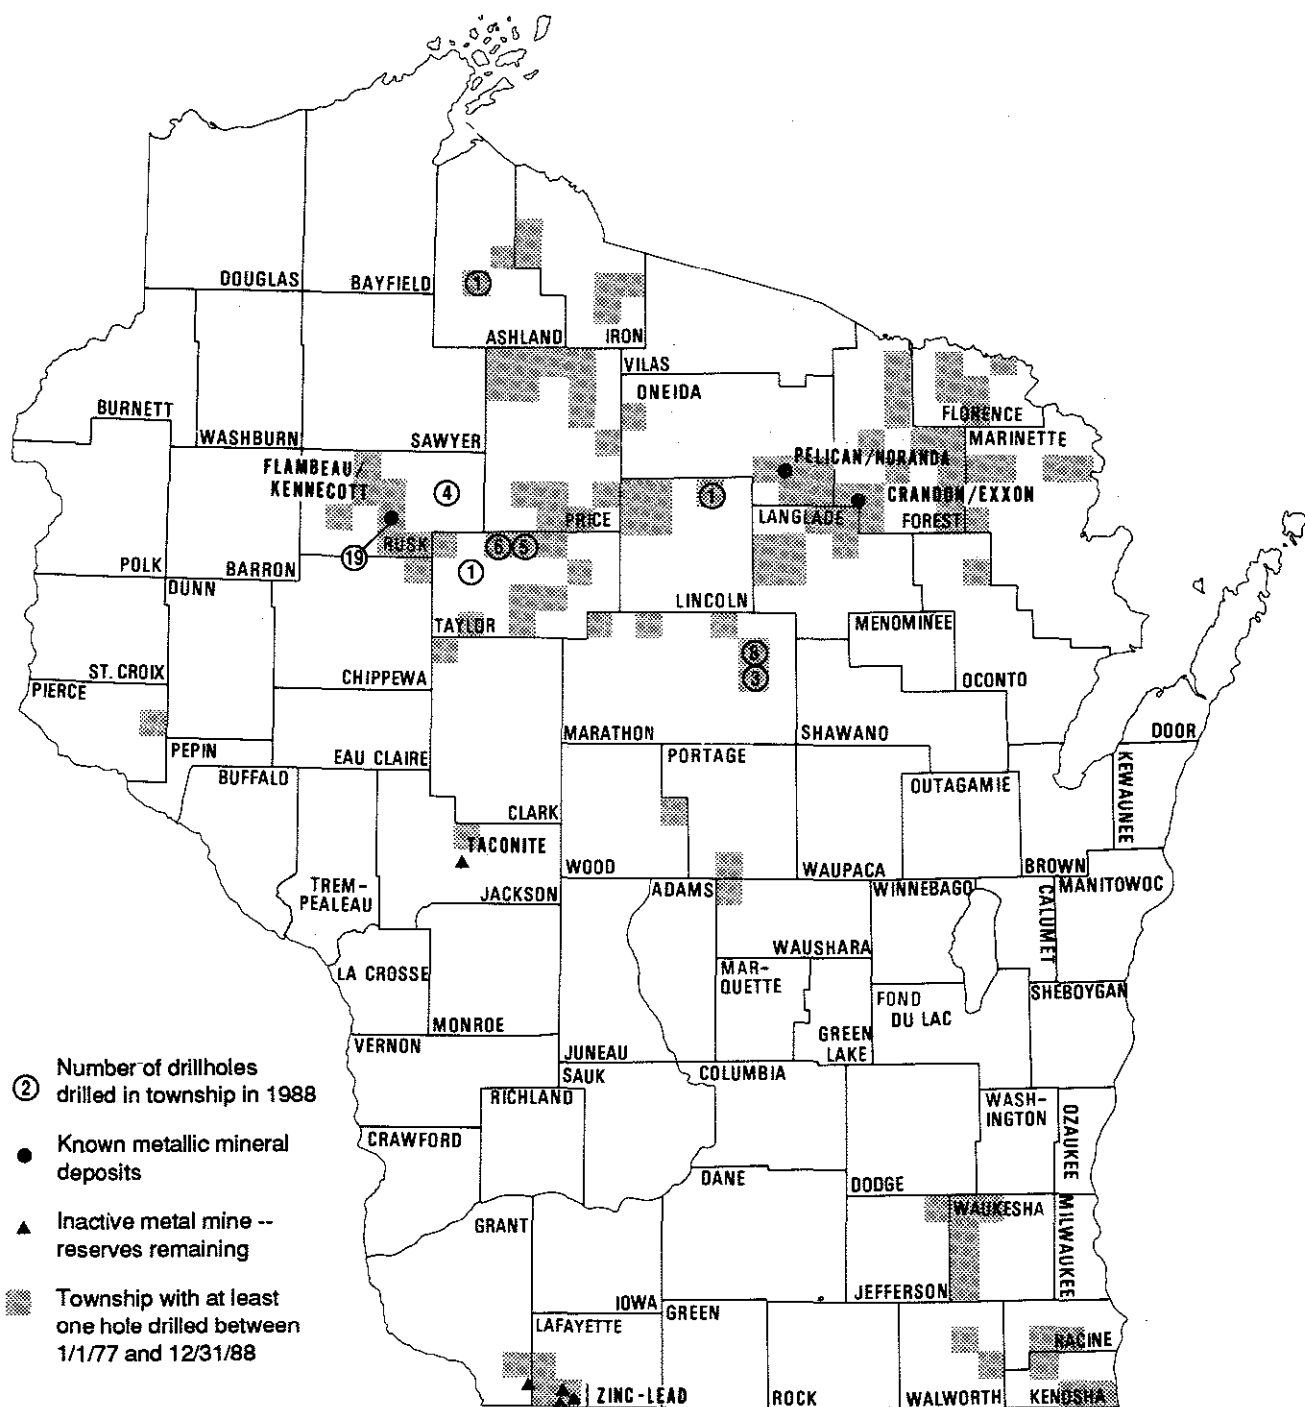 DOUGLAS
BAYFIELD
1
ASHLAND
IRON
VILAS
ONEIDA
BURNETT
WASHBURN
SAWYER
FLORENCE
MARINETTE
FLAMBEAU/
KENNECOTT
4
PELICAN/NORANDA
1
CRANDON/EXXON
PRICE
LANGLADE
FOREST
19
RUSK
6
5
1
POLK
BARRON
DUNN
LINCOLN
TAYLOR
MENOMINEE
8
3
ST. CROIX
PIERCE
CHIPPEWA
OCONTO
MARATHON
SHAWANO
DOOR
PEPIN
BUFFALO
EAU CLAIRE
PORTAGE
OUTAGAMIE
KEWAUNEE
CLARK
TACONITE
WOOD
WAUPACA
BROWN
MANITOWOC
TREM-
PEALEAU
JACKSON
ADAMS
WINNEBAGO
CALUMET
LA CROSSE
WAUSHARA
MAR-
QUETTE
FOND
DU LAC
SHEBOYGAN
MONROE
VERNON
JUNEAU
GREEN
LAKE
SAUK
COLUMBIA
RICHLAND
WASH-
INGTON
OZAUKEE
CRAWFORD
DANE
DODGE
GRANT
WAUKESHA
MILWAUKEE
IOWA
JEFFERSON
LAFAYETTE
GREEN
RACINE
ZINC-LEAD
ROCK
WALWORTH
KENOSHA
2
Number of drillholes
drilled in township in 1988
Known metallic mineral
deposits
Inactive metal mine --
reserves remaining
Township with at least
one hole drilled between
1/1/77 and 12/31/88